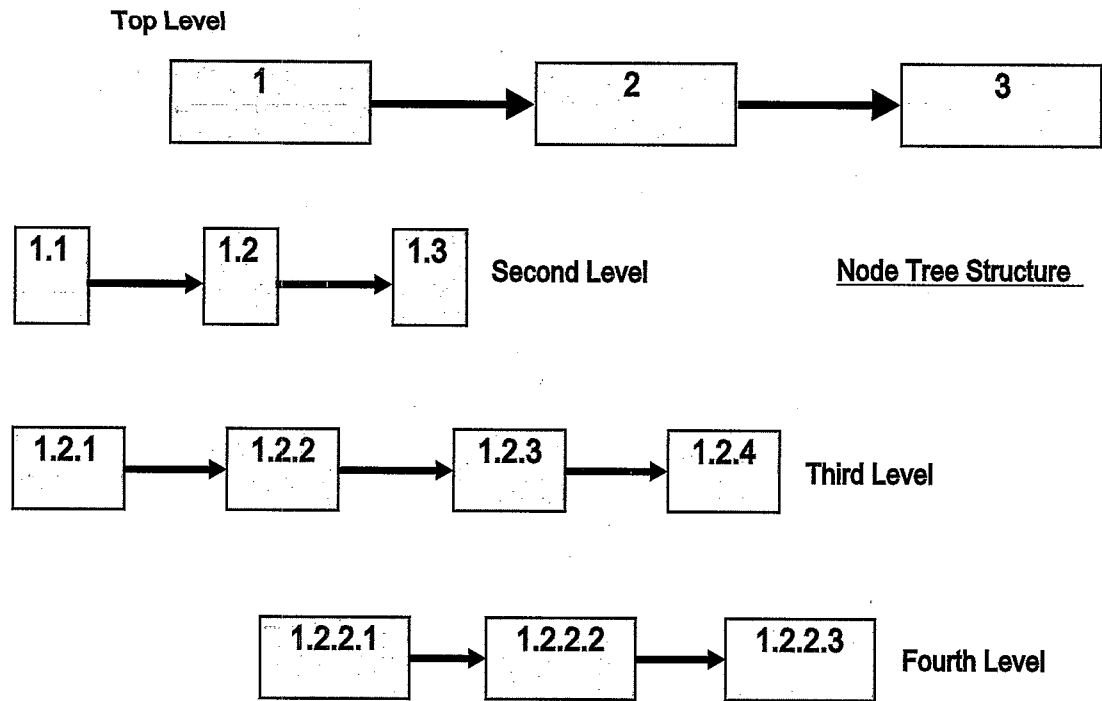 Top Level
1 2 3
1.1 1.2 1.3 Second Level Node Tree Structure
1.2.1 1.2.2 1.2.3 1.2.4 Third Level
1.2.2.1 1.2.2.2 1.2.2.3 Fourth Level